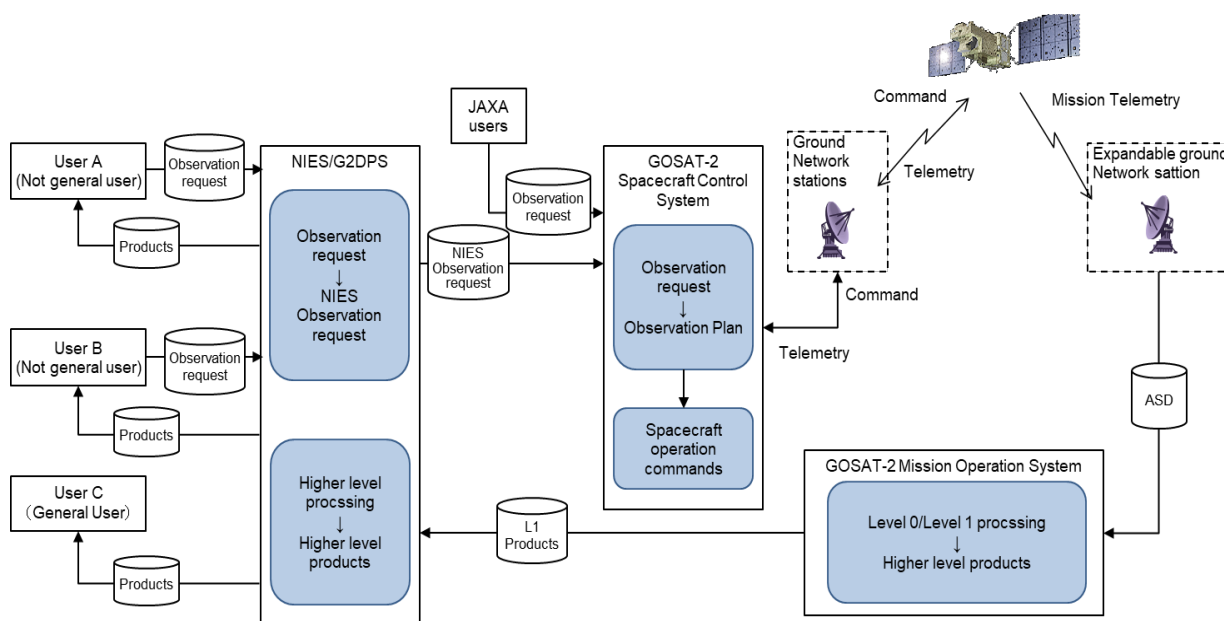 User A
(Not general user)
Observation
request
Products
User B
(Not general user)
Observation
request
Products
User C
（General User）
Products
NIES/G2DPS
Observation
request
↓
NIES
Observation
request
Higher level
procssing
↓
Higher level
products
JAXA
users
Observation
request
NIES
Observation
request
GOSAT-2
Spacecraft Control
System
Observation
request
↓
Observation Plan
Spacecraft
operation
commands
Command
Telemetry
Ground
Network
stations
Command
Telemetry
Mission Telemetry
Expandable ground
Network sattion
ASD
GOSAT-2 Mission Operation System
Level 0/Level 1 procssing
↓
Higher level products
L1
Products